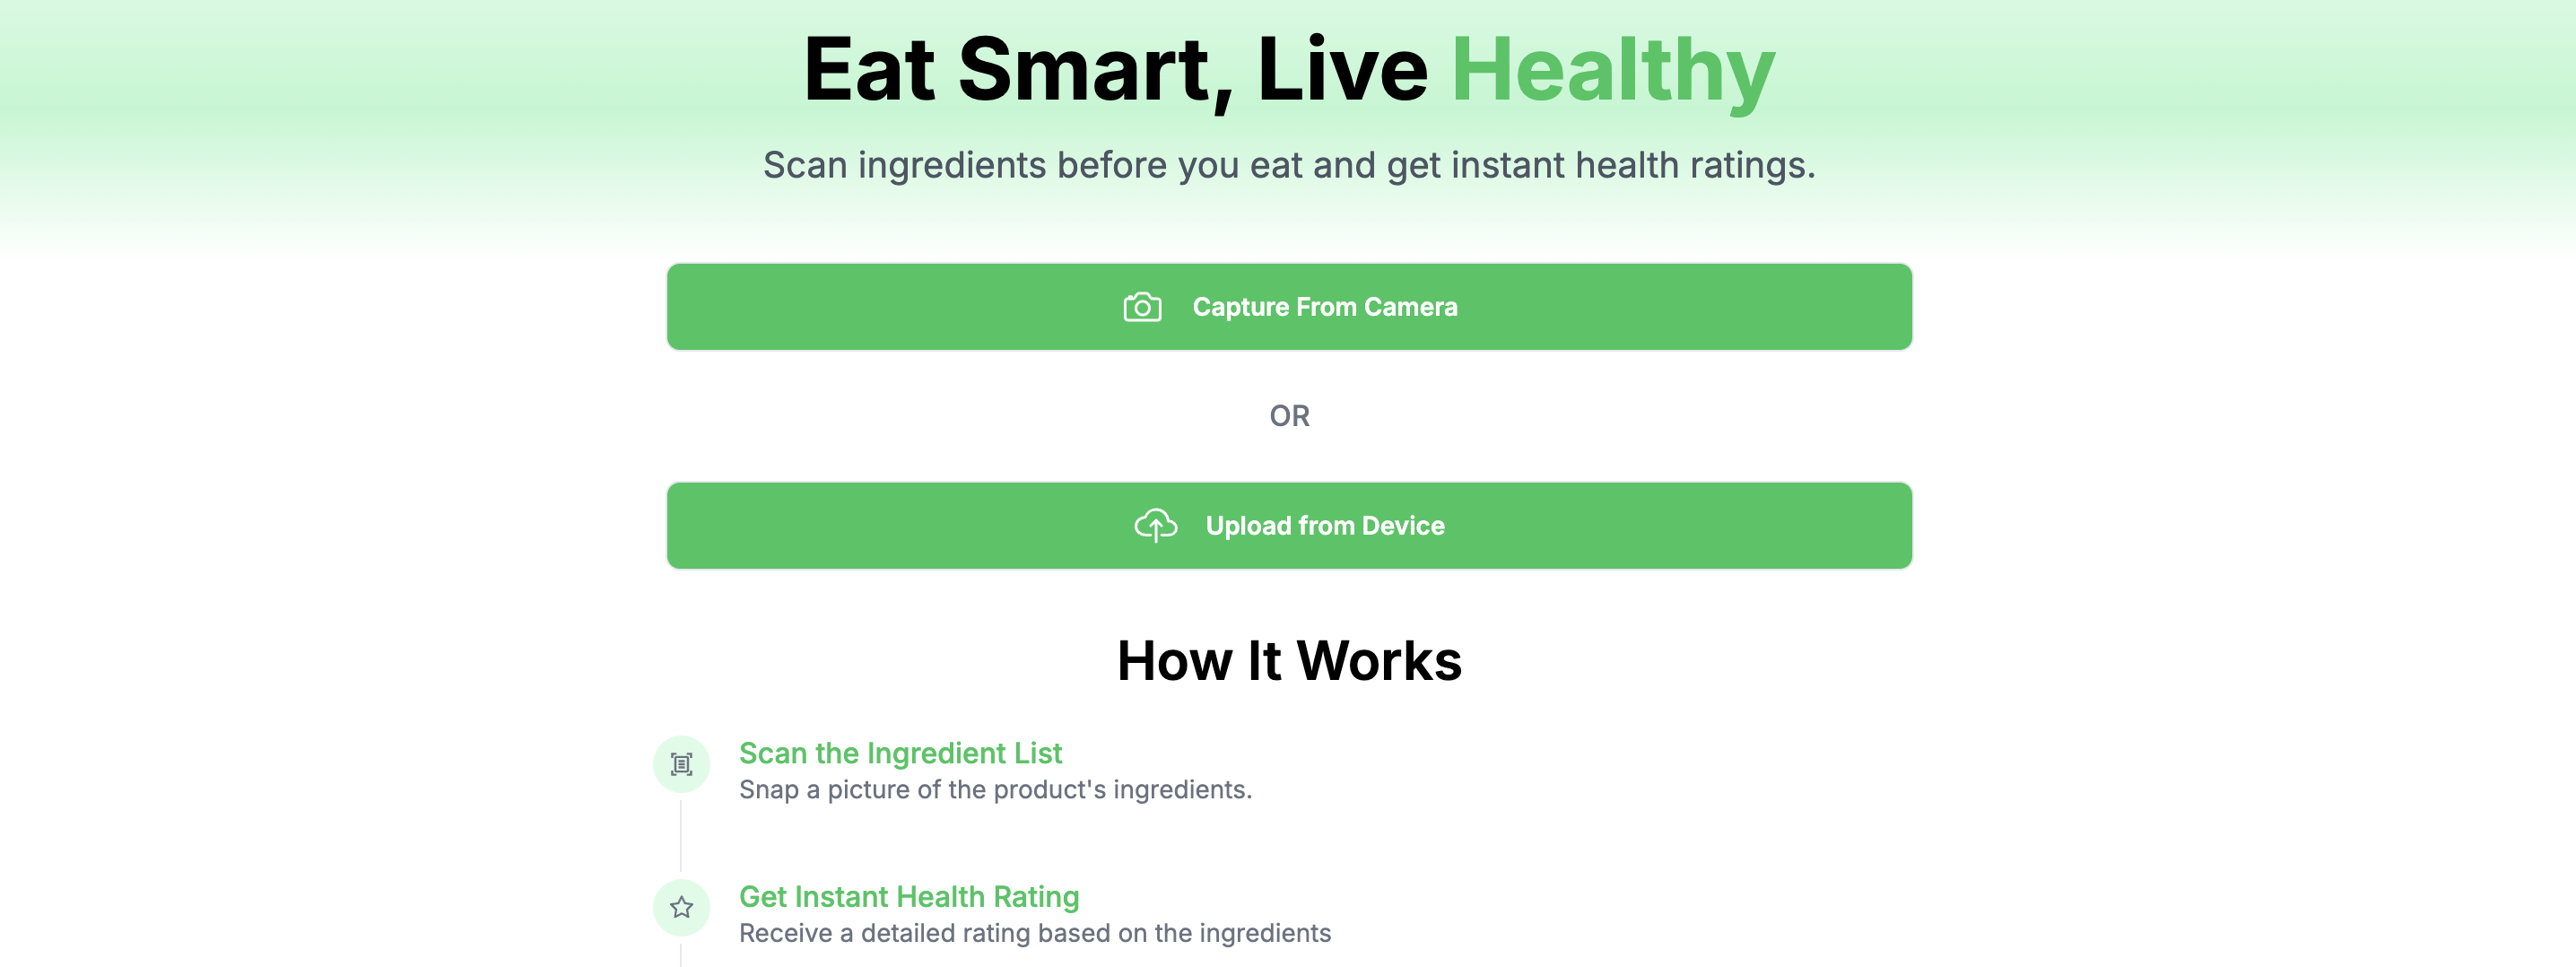 Eat Smart, Live Healthy
Scan ingredients before you eat and get instant health ratings.
Capture From Camera
OR
Upload from Device
How It Works
Scan the Ingredient List
Snap a picture of the product's ingredients.
Get Instant Health Rating
Receive a detailed rating based on the ingredients